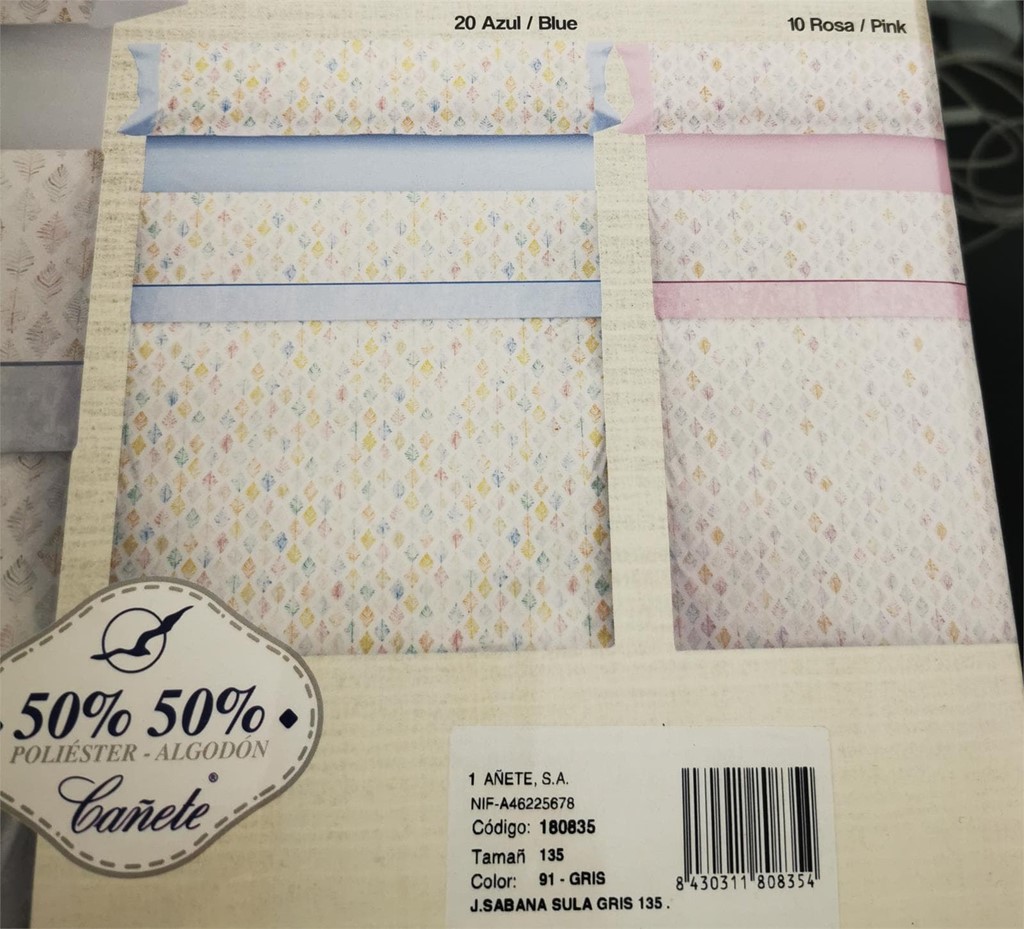 20 Azul / Blue
10 Rosa / Pink
50% 50%
POLIÉSTER - ALGODÓN
Cañete®
1 AÑETE, S.A.
NIF-A46225678
Código: 180835
Tamañ 135
Color: 91 - GRIS
J.SABANA SULA GRIS 135 .
8 430311 808354